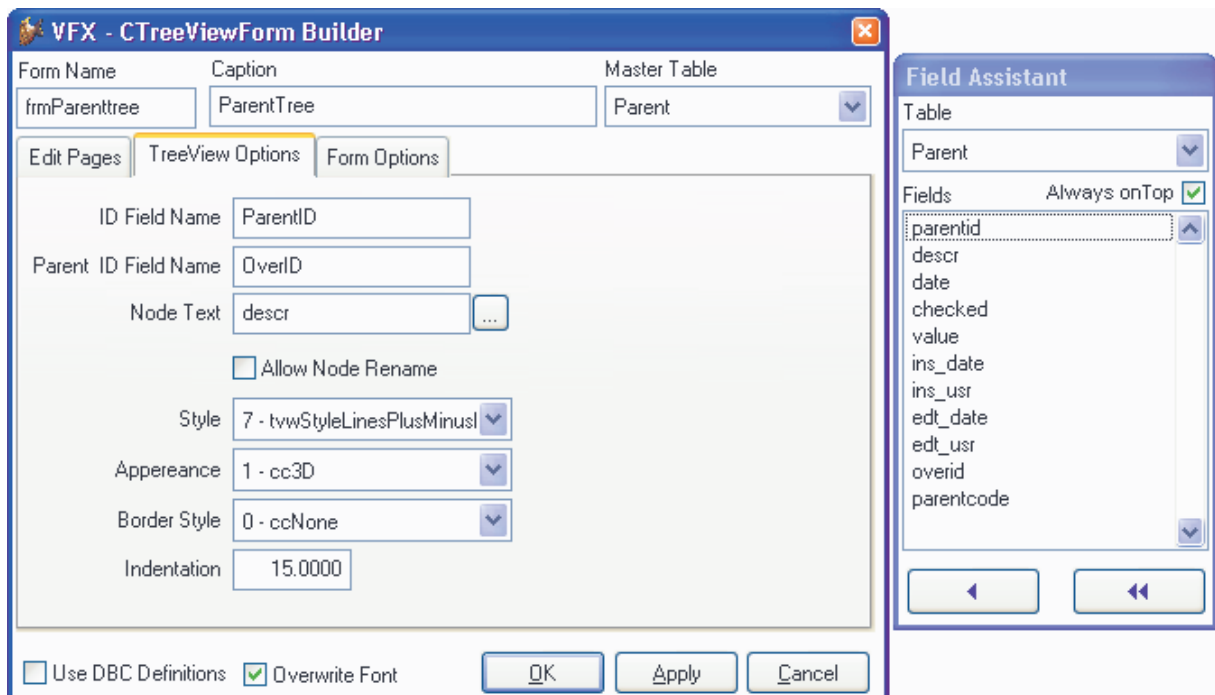 VFX - CTreeViewForm Builder
Form Name Caption Master Table
frmParenttree ParentTree Parent
Edit Pages TreeView Options Form Options
ID Field Name ParentID
Parent ID Field Name OverID
Node Text descr ...
Allow Node Rename
Style 7 - tvwStyleLinesPlusMinusI
Appereance 1 - cc3D
Border Style 0 - ccNone
Indentation 15.0000
Use DBC Definitions Overwrite Font OK Apply Cancel
Field Assistant
Table
Parent
Fields Always onTop
parentid
descr
date
checked
value
ins_date
ins_usr
edt_date
edt_usr
overid
parentcode